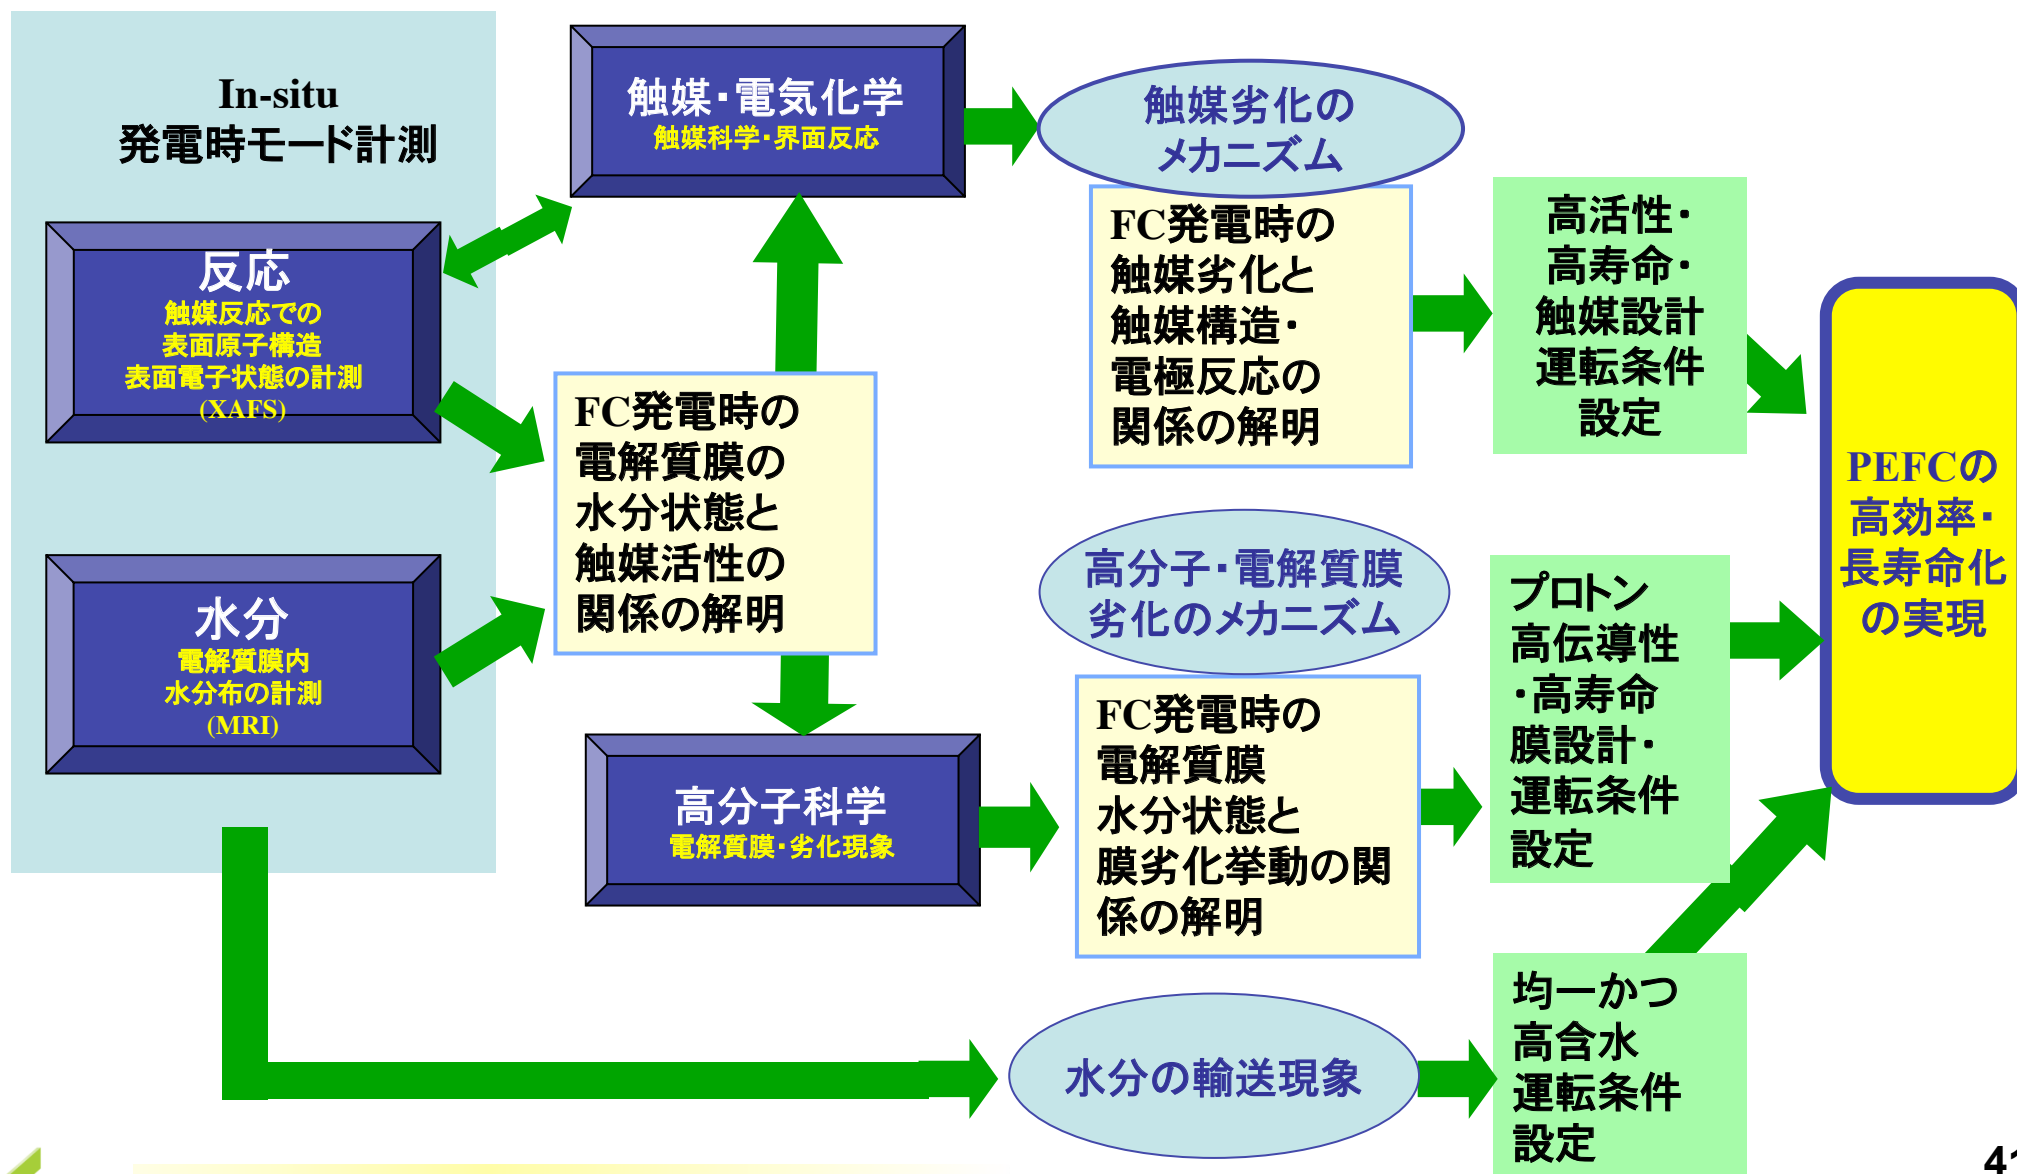 In-situ
発電時モード計測
反応
触媒反応での
表面原子構造
表面電子状態の計測
(XAFS)
水分
電解質膜内
水分布の計測
(MRI)
触媒・電気化学
触媒科学・界面反応
FC発電時の
電解質膜の
水分状態と
触媒活性の
関係の解明
高分子科学
電解質膜・劣化現象
触媒劣化の
メカニズム
FC発電時の
触媒劣化と
触媒構造・
電極反応の
関係の解明
高分子・電解質膜
劣化のメカニズム
FC発電時の
電解質膜
水分状態と
膜劣化挙動の関
係の解明
水分の輸送現象
高活性・
高寿命・
触媒設計
運転条件
設定
プロトン
高伝導性
・高寿命
膜設計・
運転条件
設定
均一かつ
高含水
運転条件
設定
PEFCの
高効率・
長寿命化
の実現
41